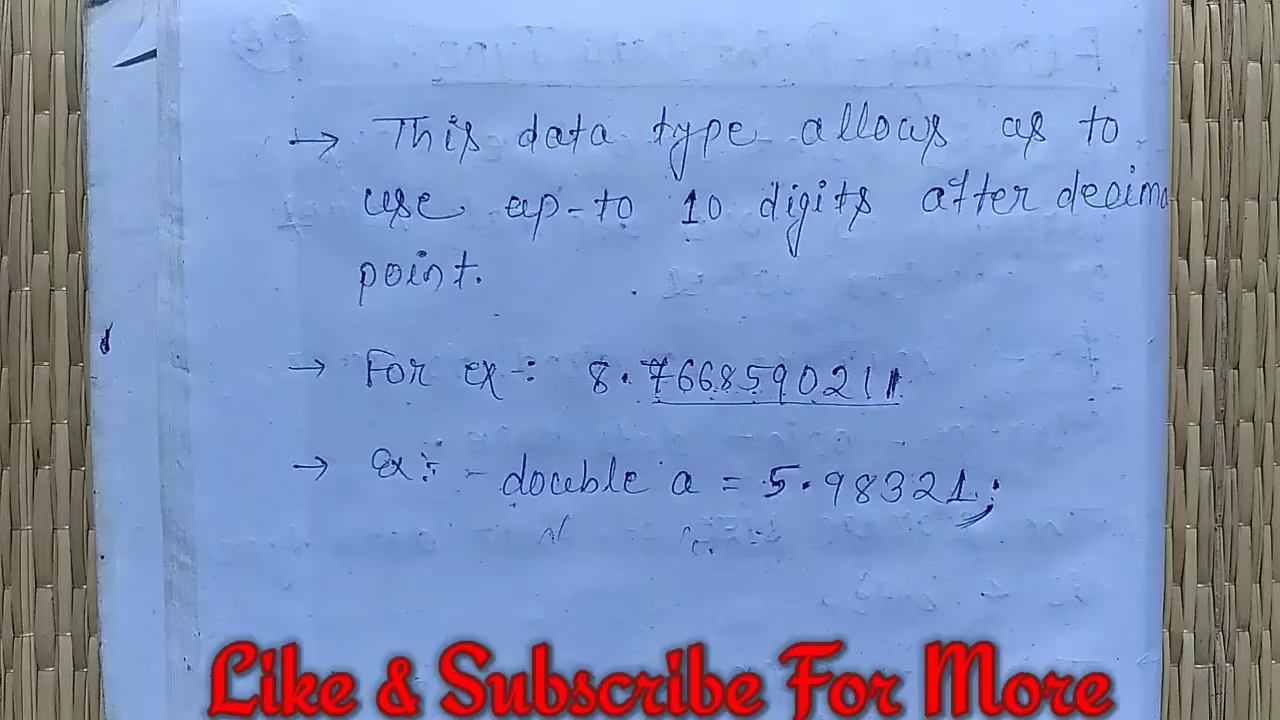 → This data type allows us to
use up-to 10 digits after decima
point.
→ For ex -: 8.7668590211
→ Ex :- - double a = 5.98321;
Like & Subscribe For More